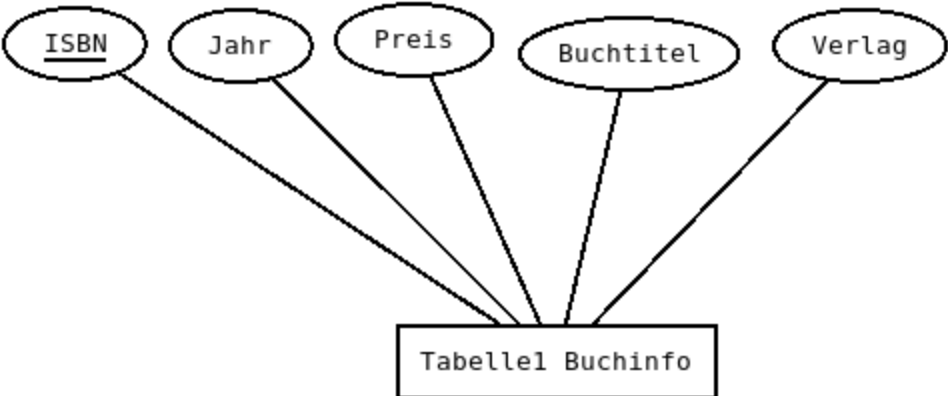 ISBN
Jahr
Preis
Buchtitel
Verlag
Tabelle1 Buchinfo